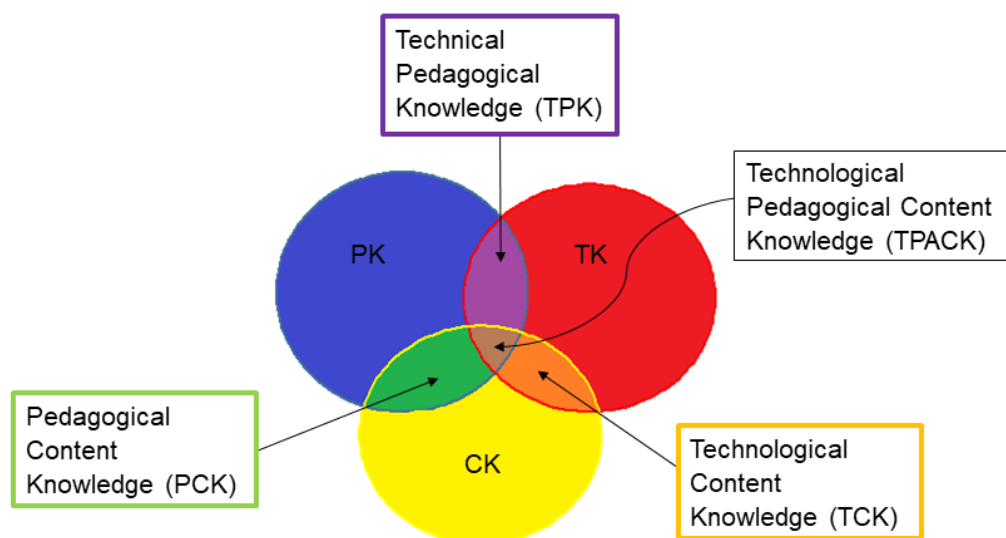 Technical
Pedagogical
Knowledge (TPK)
Technological
Pedagogical Content
Knowledge (TPACK)
PK
TK
Pedagogical
Content
Knowledge (PCK)
CK
Technological
Content
Knowledge (TCK)